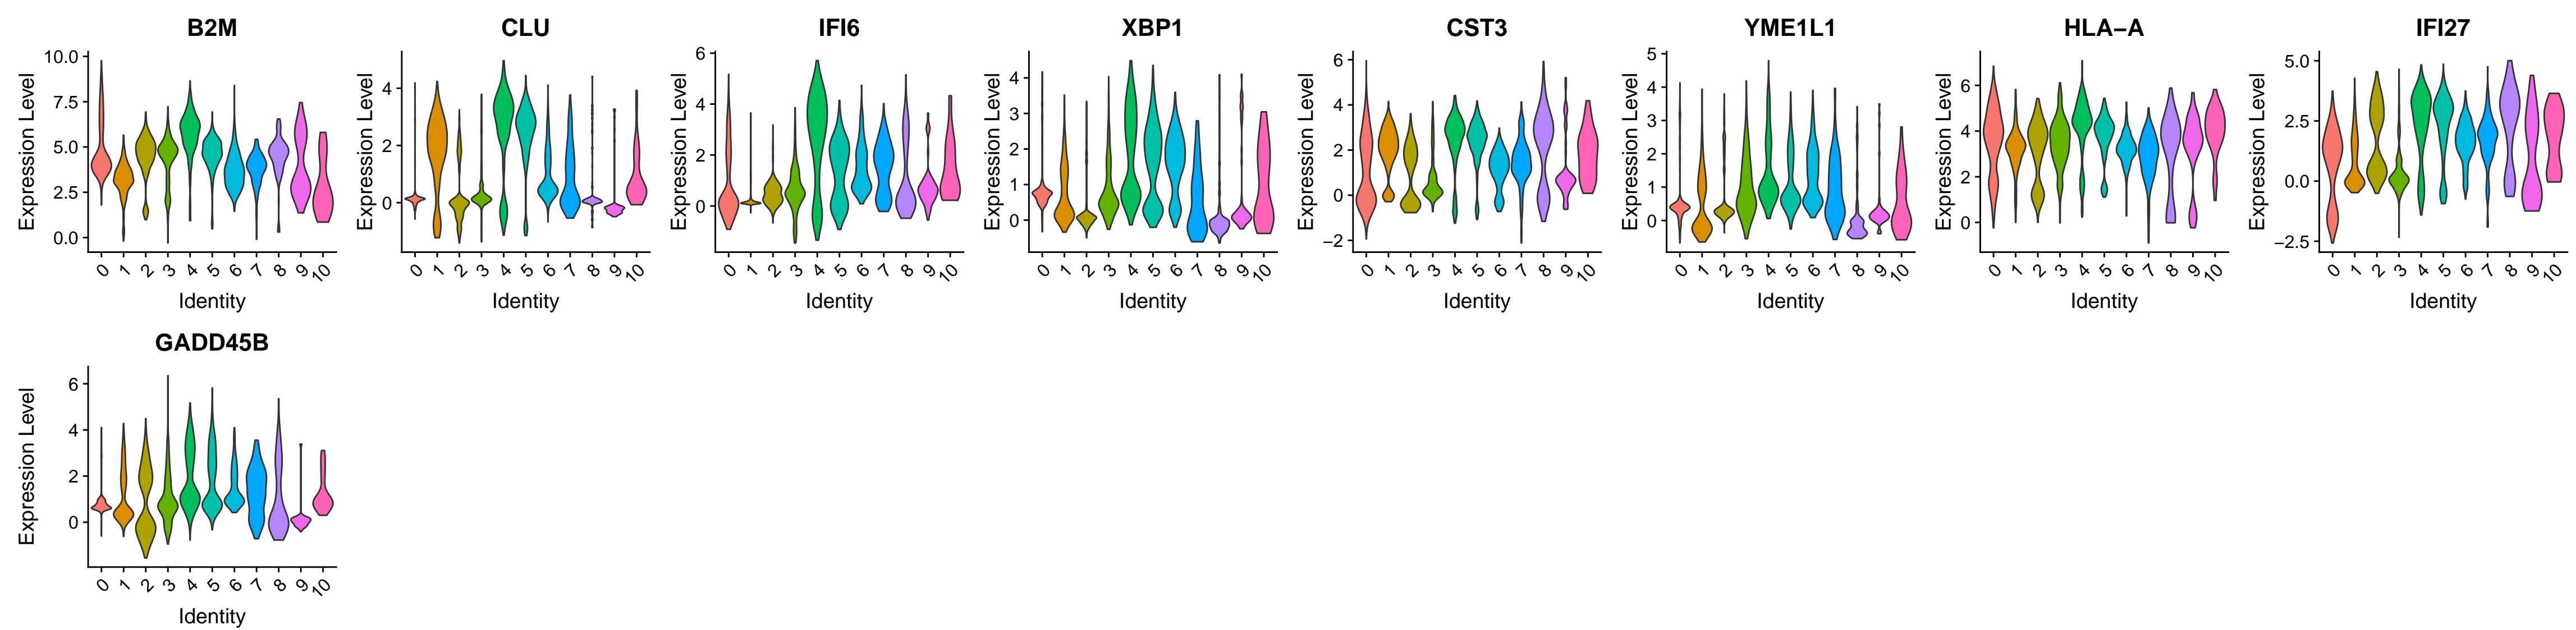 B2M
Expression Level
10.0
7.5
5.0
2.5
0.0
0 1 2 3 4 5 6 7 8 9 10
Identity
CLU
Expression Level
4
2
0
0 1 2 3 4 5 6 7 8 9 10
Identity
IFI6
Expression Level
6
4
2
0
0 1 2 3 4 5 6 7 8 9 10
Identity
XBP1
Expression Level
4
3
2
1
0
0 1 2 3 4 5 6 7 8 9 10
Identity
CST3
Expression Level
6
4
2
0
−2
0 1 2 3 4 5 6 7 8 9 10
Identity
YME1L1
Expression Level
5
4
3
2
1
0
0 1 2 3 4 5 6 7 8 9 10
Identity
HLA−A
Expression Level
6
4
2
0
0 1 2 3 4 5 6 7 8 9 10
Identity
IFI27
Expression Level
5.0
2.5
0.0
−2.5
0 1 2 3 4 5 6 7 8 9 10
Identity
GADD45B
Expression Level
6
4
2
0
0 1 2 3 4 5 6 7 8 9 10
Identity